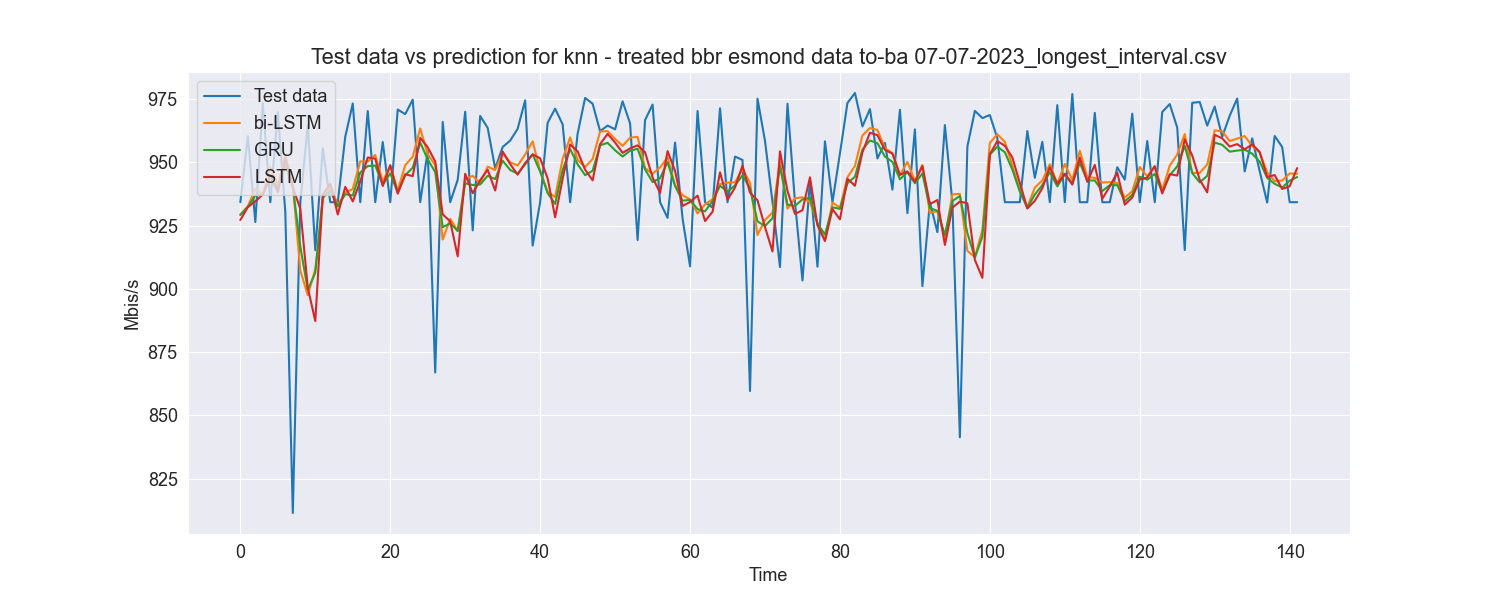 Test data vs prediction for knn - treated bbr esmond data to-ba 07-07-2023_longest_interval.csv
975
950
925
900
875
850
825
Mbis/s
Test data
bi-LSTM
GRU
LSTM
0
20
40
60
80
100
120
140
Time